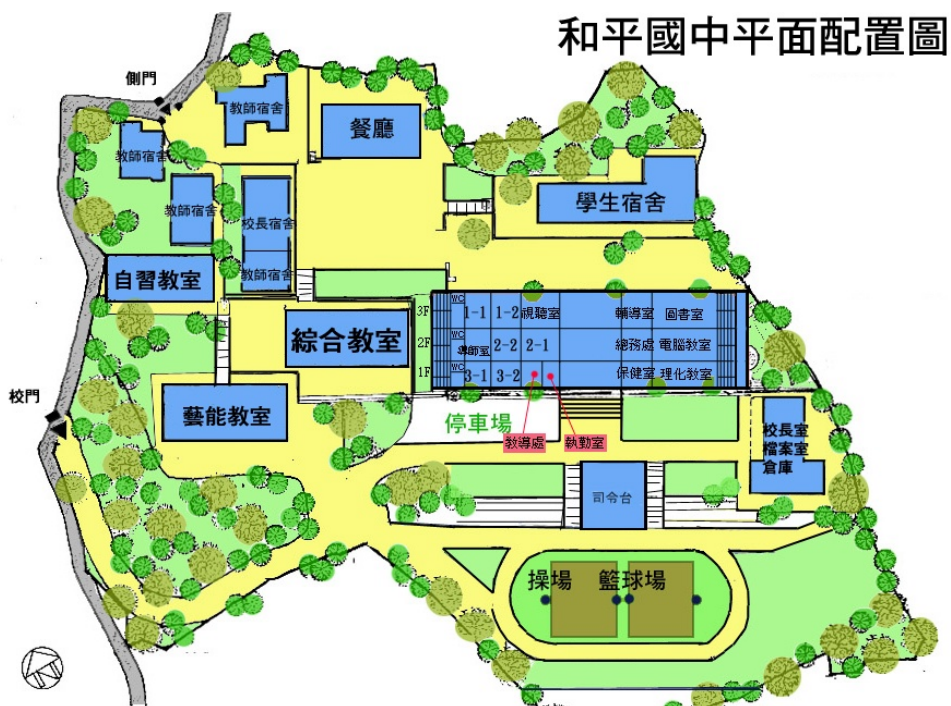 和平國中平面配置圖
側門
教師宿舍
餐廳
教師宿舍
教師宿舍
校長宿舍
教師宿舍
學生宿舍
自習教室
綜合教室
3F WC 1-1 1-2 視聽室 輔導室 圖書室
2F WC 導師室 2-2 2-1 總務處 電腦教室
1F WC 3-1 3-2 保健室 理化教室
校門
藝能教室
停車場
教導處
執勤室
校長室
檔案室
倉庫
司令台
操場 籃球場